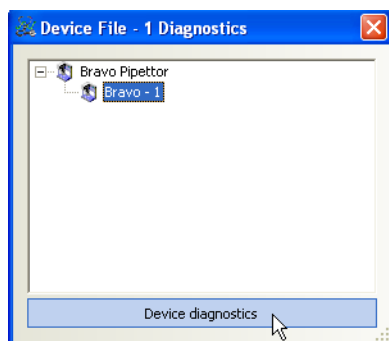 Device File - 1 Diagnostics
Bravo Pipettor
Bravo - 1
Device diagnostics